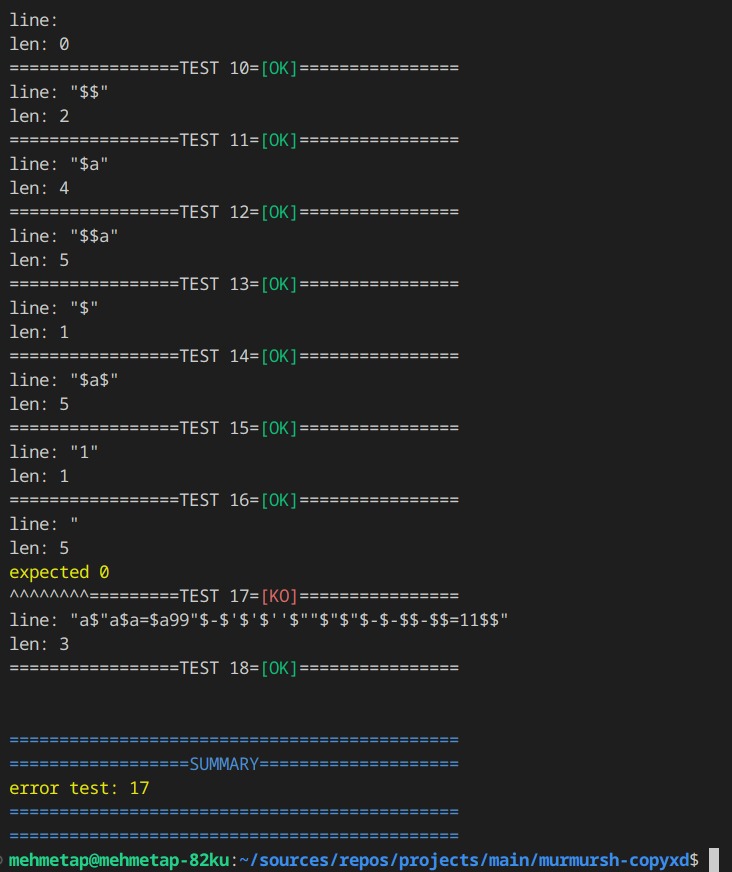 line:
len: 0
=================TEST 10=[OK]================
line: "$$"
len: 2
=================TEST 11=[OK]================
line: "$a"
len: 4
=================TEST 12=[OK]================
line: "$$a"
len: 5
=================TEST 13=[OK]================
line: "$"
len: 1
=================TEST 14=[OK]================
line: "$a$"
len: 5
=================TEST 15=[OK]================
line: "1"
len: 1
=================TEST 16=[OK]================
line: "
len: 5
expected 0
^^^^^^^^=========TEST 17=[KO]================
line: "a$"a$a=$a99"$-$'$'$''$""$"$"$-$-$$-$$=11$$"
len: 3
=================TEST 18=[OK]================
=============================================
==================SUMMARY====================
error test: 17
=============================================
=============================================
mehmetap@mehmetap-82ku:~/sources/repos/projects/main/murmursh-copyxd$